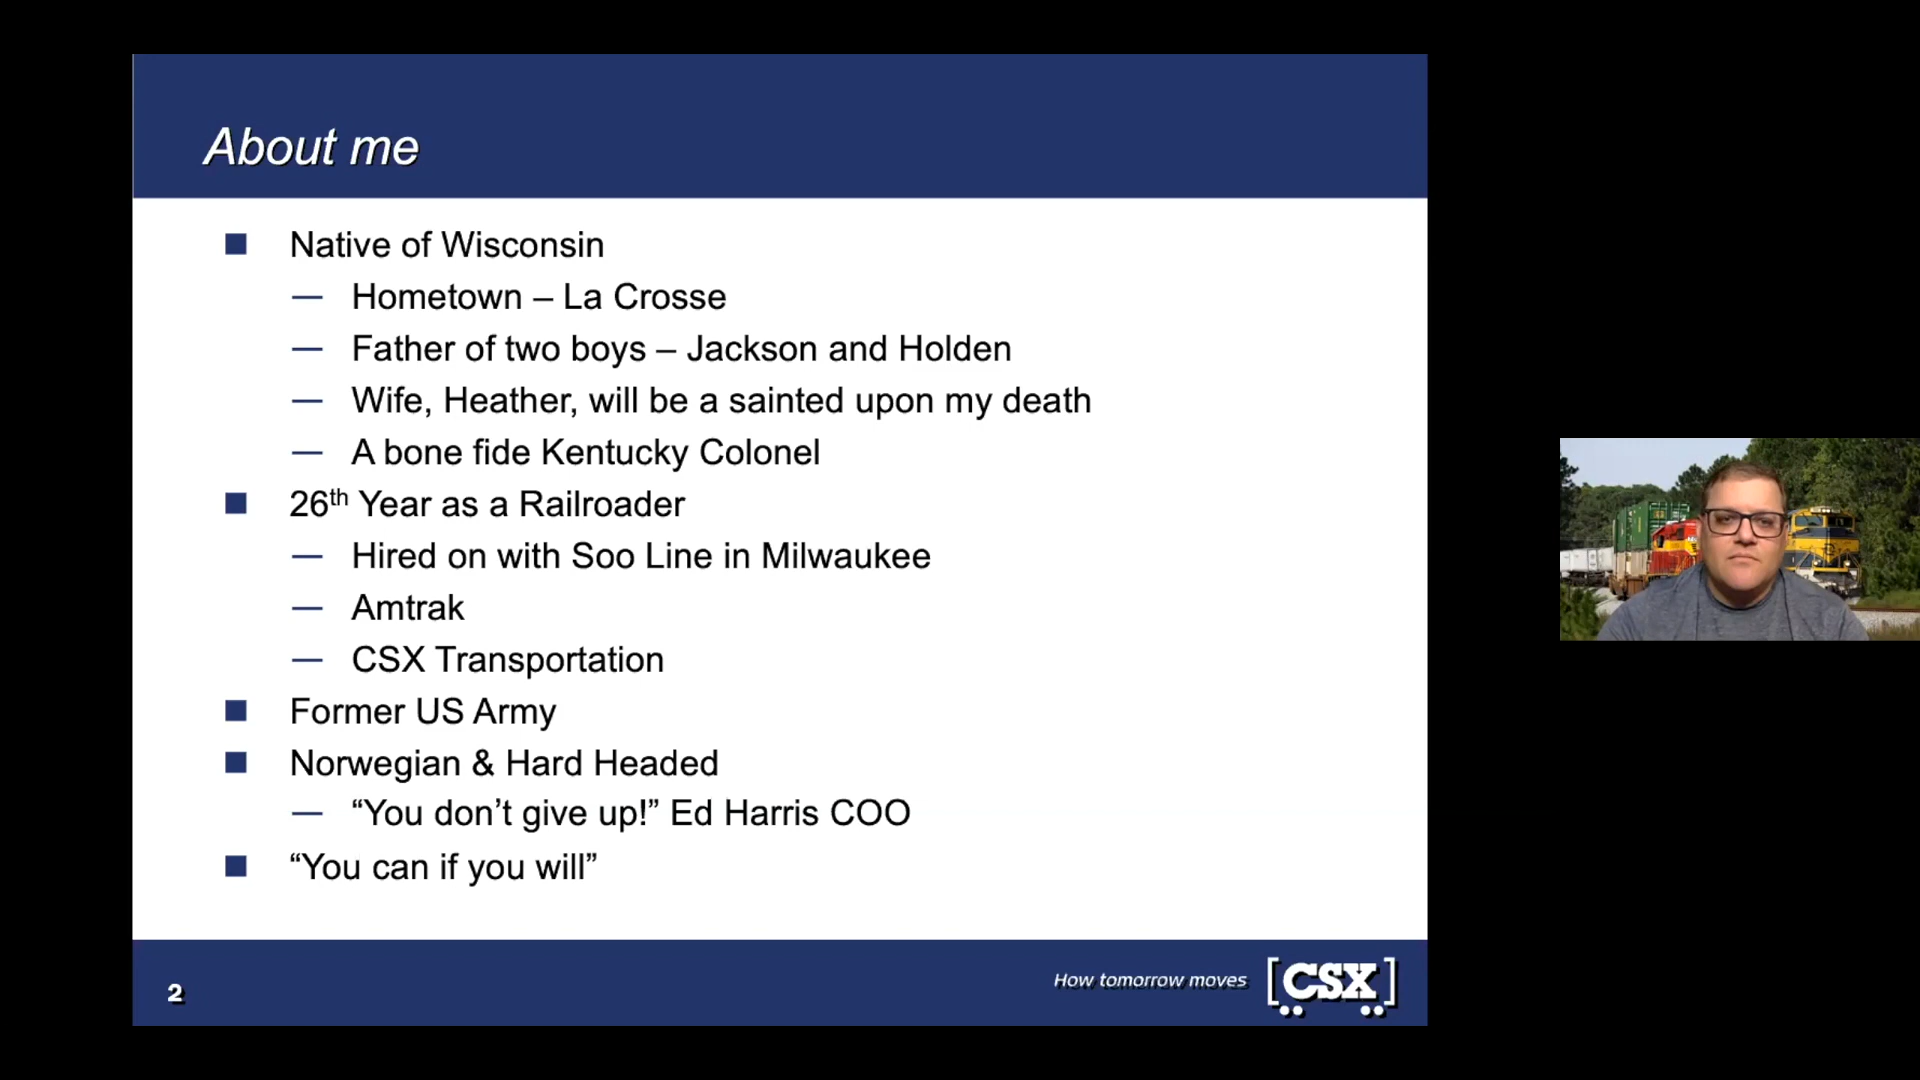 About me
Native of Wisconsin
— Hometown – La Crosse
— Father of two boys – Jackson and Holden
— Wife, Heather, will be a sainted upon my death
— A bone fide Kentucky Colonel
26th Year as a Railroader
— Hired on with Soo Line in Milwaukee
— Amtrak
— CSX Transportation
Former US Army
Norwegian & Hard Headed
— “You don’t give up!” Ed Harris COO
“You can if you will”
2
How tomorrow moves [CSX]